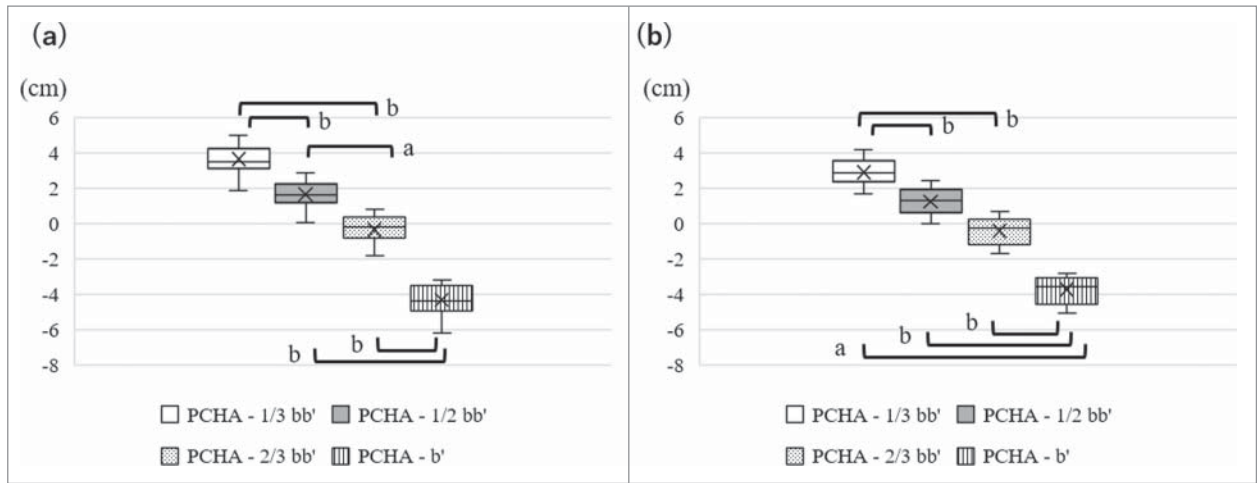 (a)
(cm)
6
4
2
0
-2
-4
-6
-8
b
b
a
b
b
PCHA - 1/3 bb' PCHA - 1/2 bb'
PCHA - 2/3 bb' PCHA - b'
(b)
(cm)
6
4
2
0
-2
-4
-6
-8
b
b
b
b
a
PCHA - 1/3 bb' PCHA - 1/2 bb'
PCHA - 2/3 bb' PCHA - b'